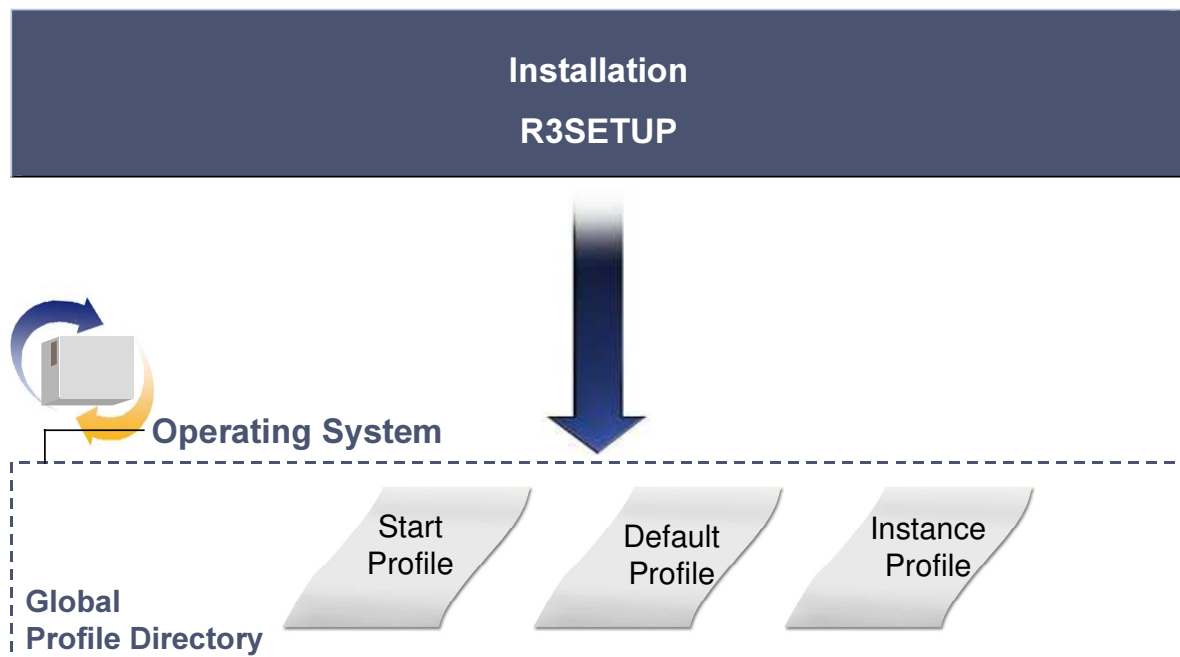 Installation
R3SETUP
Operating System
Start
Profile
Default
Profile
Instance
Profile
Global
Profile Directory